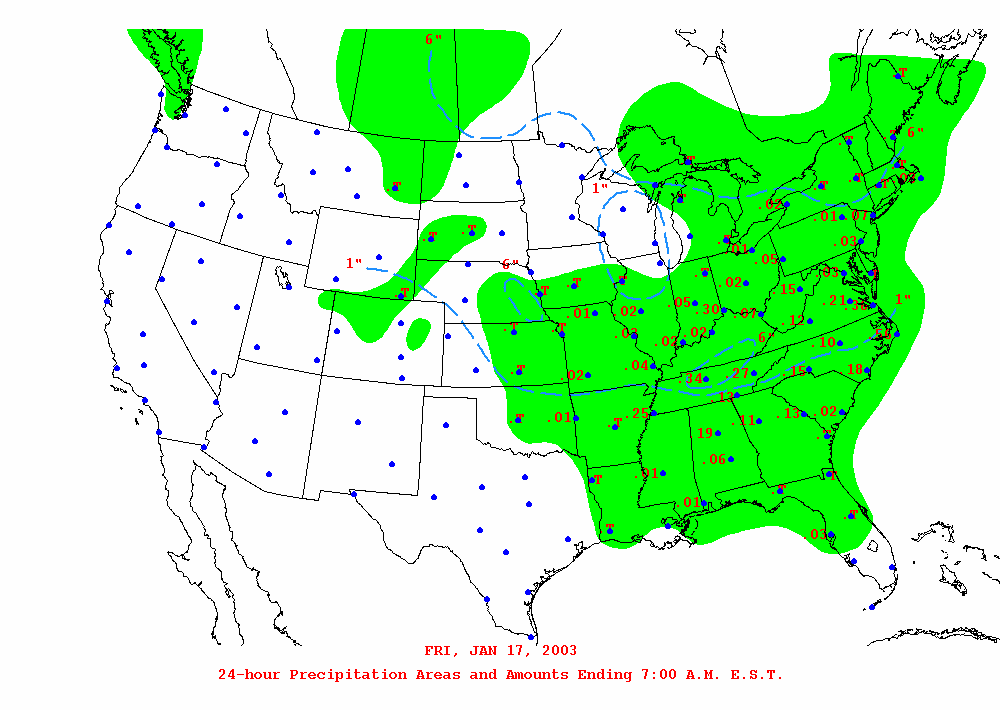 6"
T
.T
6"
.T
.T
.T
.T
.T
1"
.T
.T
.02
.01
.07
.T
.T
.T
.01
.03
1"
6"
.05
.03
.T
.T
.T
.T
.02
.15
.T
.T
.05
.30
.21
.36
1"
.01
.02
.07
.12
.T
.T
.03
.02
.02
6"
.10
.T
.02
.04
.34
.27
.15
.18
.13
.T
.01
.T
.25
.19
.11
.13
.02
.T
.06
.T
.01
.T
.01
.T
.T
.T
.03
FRI, JAN 17, 2003
24-hour Precipitation Areas and Amounts Ending 7:00 A.M. E.S.T.